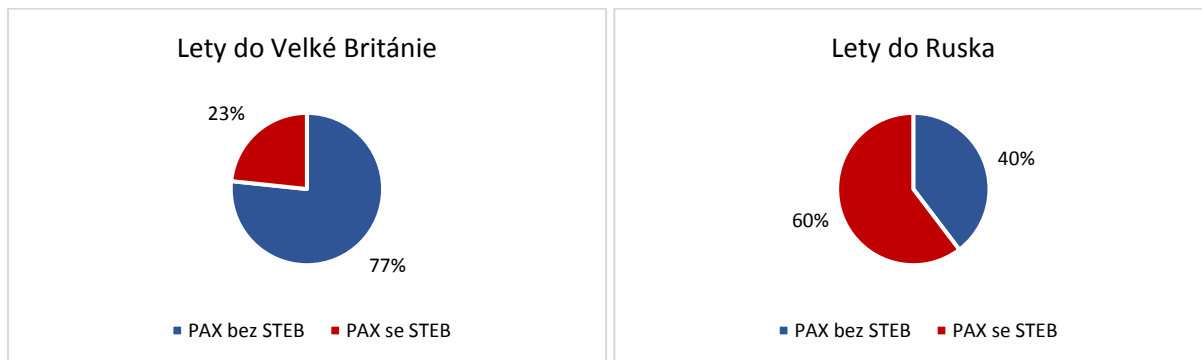 Lety do Velké Británie
23%
77%
PAX bez STEB PAX se STEB
Lety do Ruska
40%
60%
PAX bez STEB PAX se STEB